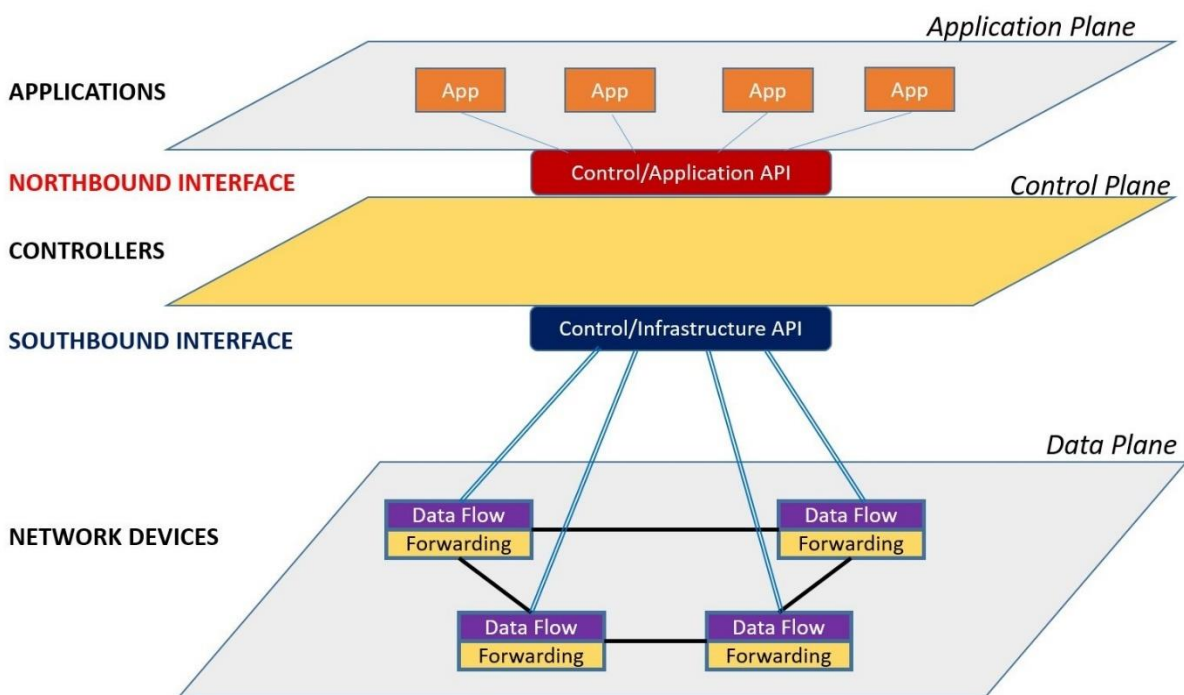 Application Plane
APPLICATIONS
App
App
App
App
NORTHBOUND INTERFACE
Control/Application API
Control Plane
CONTROLLERS
SOUTHBOUND INTERFACE
Control/Infrastructure API
Data Plane
NETWORK DEVICES
Data Flow
Forwarding
Data Flow
Forwarding
Data Flow
Forwarding
Data Flow
Forwarding